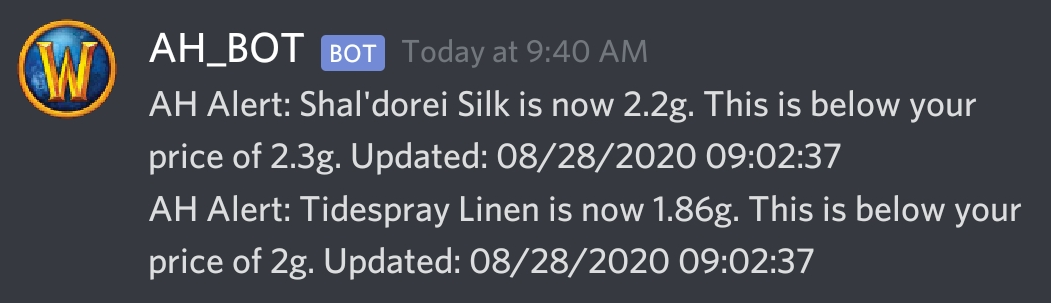 W
AH_BOT BOT Today at 9:40 AM
AH Alert: Shal'dorei Silk is now 2.2g. This is below your
price of 2.3g. Updated: 08/28/2020 09:02:37
AH Alert: Tidespray Linen is now 1.86g. This is below your
price of 2g. Updated: 08/28/2020 09:02:37